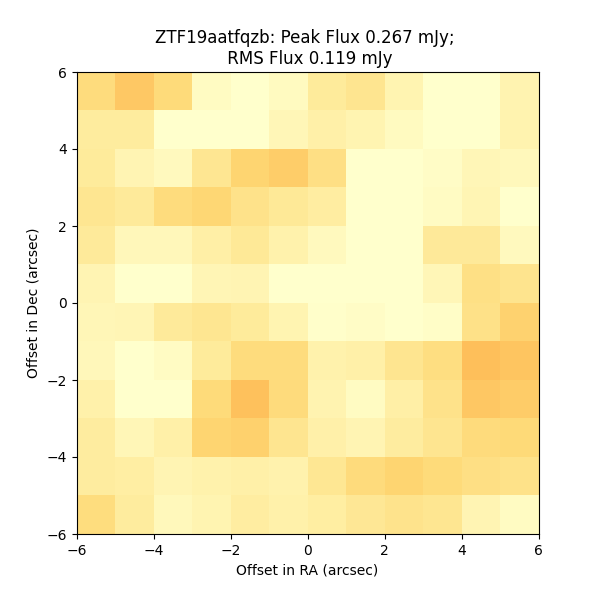 ZTF19aatfqzb: Peak Flux 0.267 mJy;
RMS Flux 0.119 mJy
6
4
2
0
−2
−4
−6
Offset in Dec (arcsec)
−6 −4 −2 0 2 4 6
Offset in RA (arcsec)